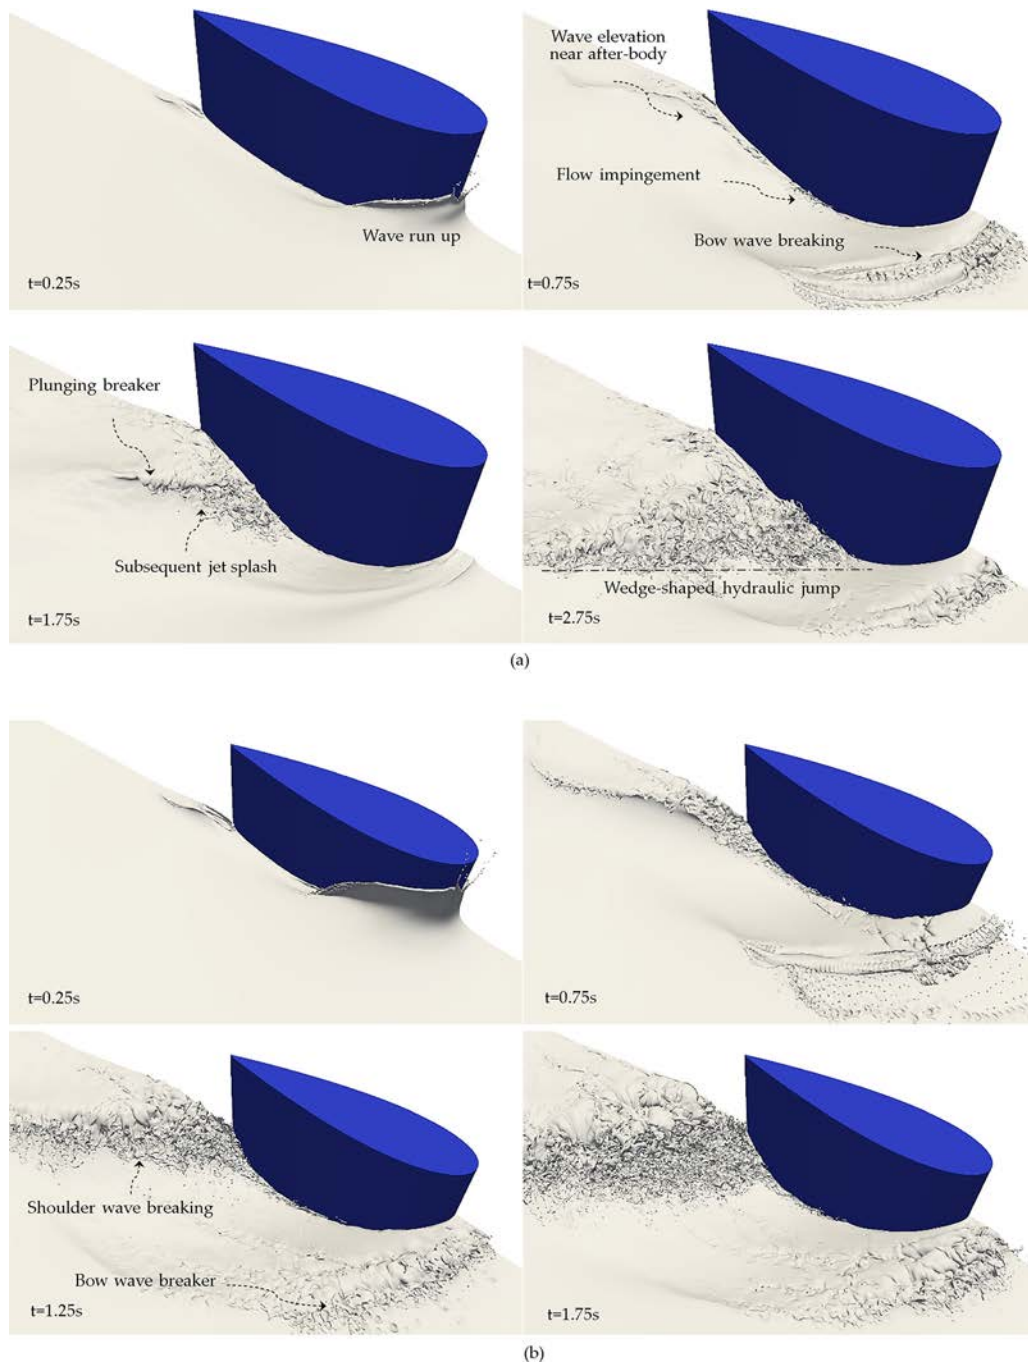 Wave run up
t=0.25s
Wave elevation
near after-body
Flow impingement
Bow wave breaking
t=0.75s
Plunging breaker
Subsequent jet splash
t=1.75s
Wedge-shaped hydraulic jump
t=2.75s
(a)
t=0.25s
t=0.75s
Shoulder wave breaking
Bow wave breaker
t=1.25s
t=1.75s
(b)